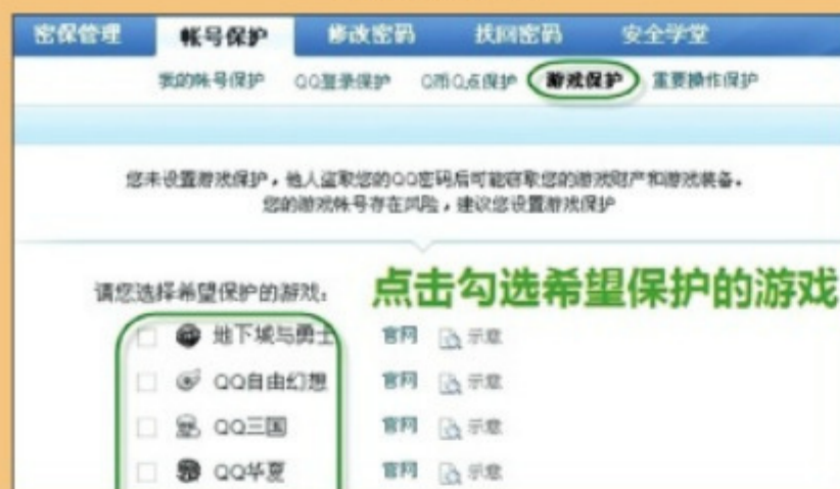 密保管理 帐号保护 修改密码 找回密码 安全学堂
我的帐号保护 QQ登录保护 Q币Q点保护 游戏保护 重要操作保护
您未设置游戏保护，他人盗取您的QQ密码后可能窃取您的游戏财产和游戏装备。
您的游戏帐号存在风险，建议您设置游戏保护
请您选择希望保护的游戏： 点击勾选希望保护的游戏
地下城与勇士 官网 示意
QQ自由幻想 官网 示意
QQ三国 官网 示意
QQ华夏 官网 示意